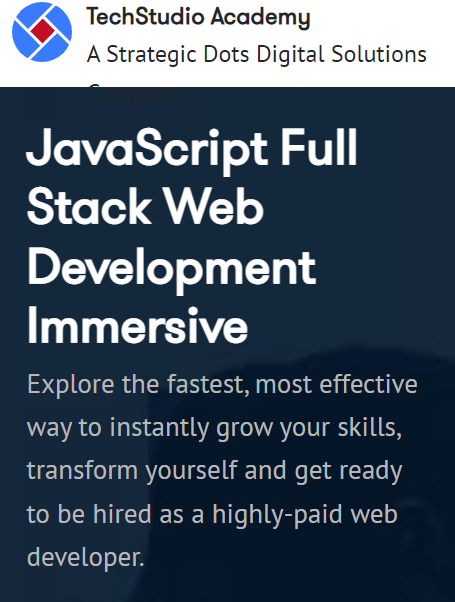 TechStudio Academy
A Strategic Dots Digital Solutions
JavaScript Full
Stack Web
Development
Immersive
Explore the fastest, most effective
way to instantly grow your skills,
transform yourself and get ready
to be hired as a highly-paid web
developer.